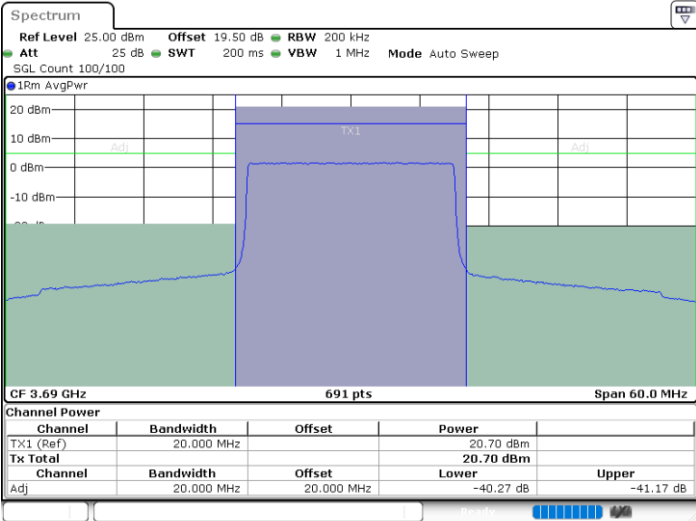 Spectrum
Ref Level 25.00 dBm Offset 19.50 dB RBW 200 kHz
Att 25 dB SWT 200 ms VBW 1 MHz Mode Auto Sweep
SGL Count 100/100
1Rm AvgPwr
20 dBm
TX1
10 dBm
Adj Adj
0 dBm
-10 dBm
CF 3.69 GHz 691 pts Span 60.0 MHz
Channel Power
Channel Bandwidth Offset Power
TX1 (Ref) 20.000 MHz 20.70 dBm
Tx Total 20.70 dBm
Channel Bandwidth Offset Lower Upper
Adj 20.000 MHz 20.000 MHz -40.27 dB -41.17 dB
Ready